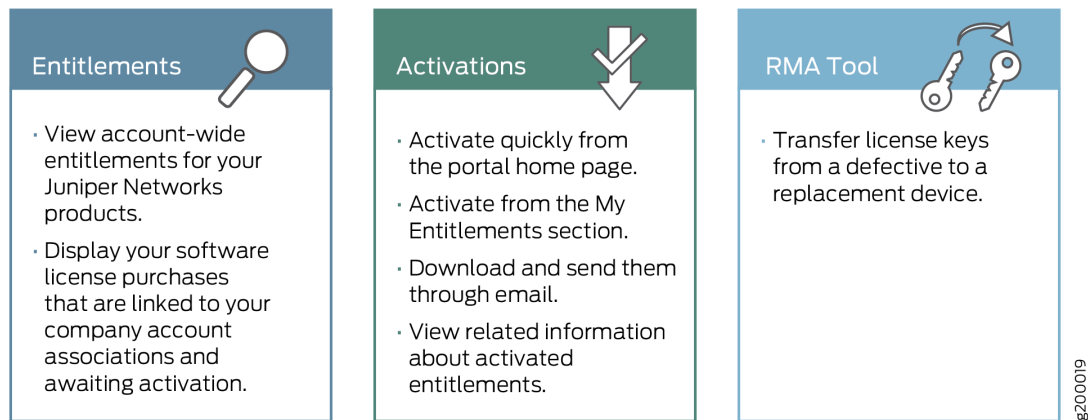 Entitlements
· View account-wide
entitlements for your
Juniper Networks
products.
· Display your software
license purchases
that are linked to your
company account
associations and
awaiting activation.
Activations
· Activate quickly from
the portal home page.
· Activate from the My
Entitlements section.
· Download and send them
through email.
· View related information
about activated
entitlements.
RMA Tool
· Transfer license keys
from a defective to a
replacement device.
g200019